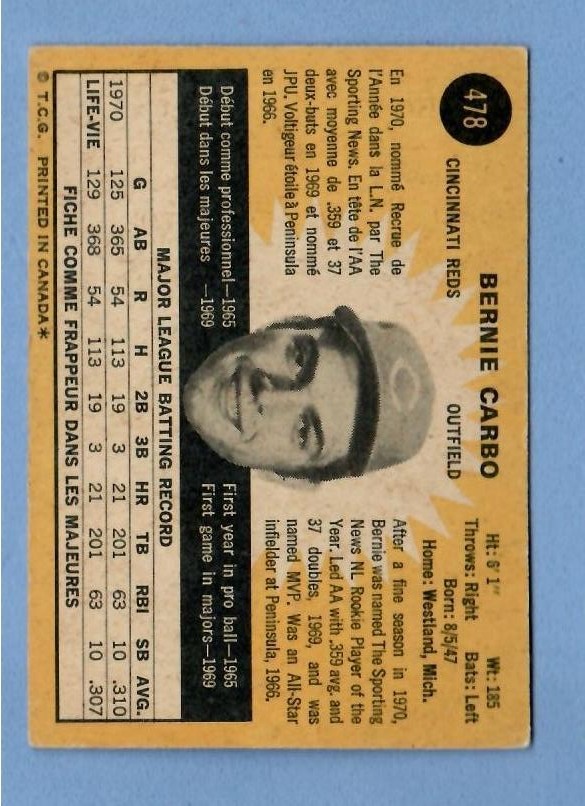 478
BERNIE CARBO
CINCINNATI REDS
OUTFIELD
Ht: 6' 1" Wt: 185
Throws: Right Bats: Left
Born: 8/5/47
Home: Westland, Mich.
En 1970, nommé Recrue de
l'Année dans la L.N. par The
Sporting News. En tête de l'AA
avec moyenne de .359 et 37
deux-buts en 1969 et nommé
JPU. Voltigeur étoile à Peninsula
en 1966.
After a fine season in 1970,
Bernie was named The Sporting
News NL Rookie Player of the
Year. Led AA with .359 avg. and
37 doubles, 1969, and was
named MVP. Was an All-Star
infielder at Peninsula, 1966.
Début comme professionnel—1965
Début dans les majeures —1969
First year in pro ball—1965
First game in majors—1969
MAJOR LEAGUE BATTING RECORD
G AB R H 2B 3B HR TB RBI SB AVG.
1970 125 365 54 113 19 3 21 201 63 10 .310
LIFE-VIE 129 368 54 113 19 3 21 201 63 10 .307
FICHE COMME FRAPPEUR DANS LES MAJEURES
© T.C.G. PRINTED IN CANADA*